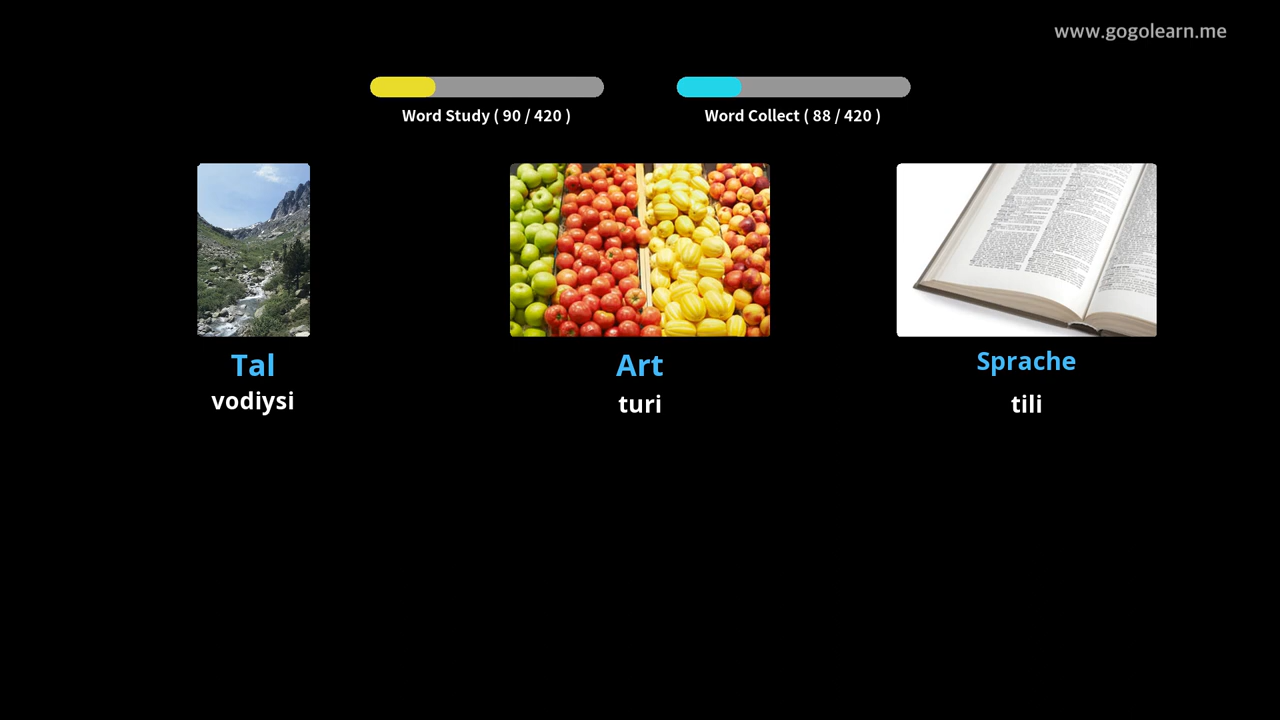 www.gogolearn.me
Word Study ( 90 / 420 )
Word Collect ( 88 / 420 )
Tal
vodiysi
Art
turi
Sprache
tili